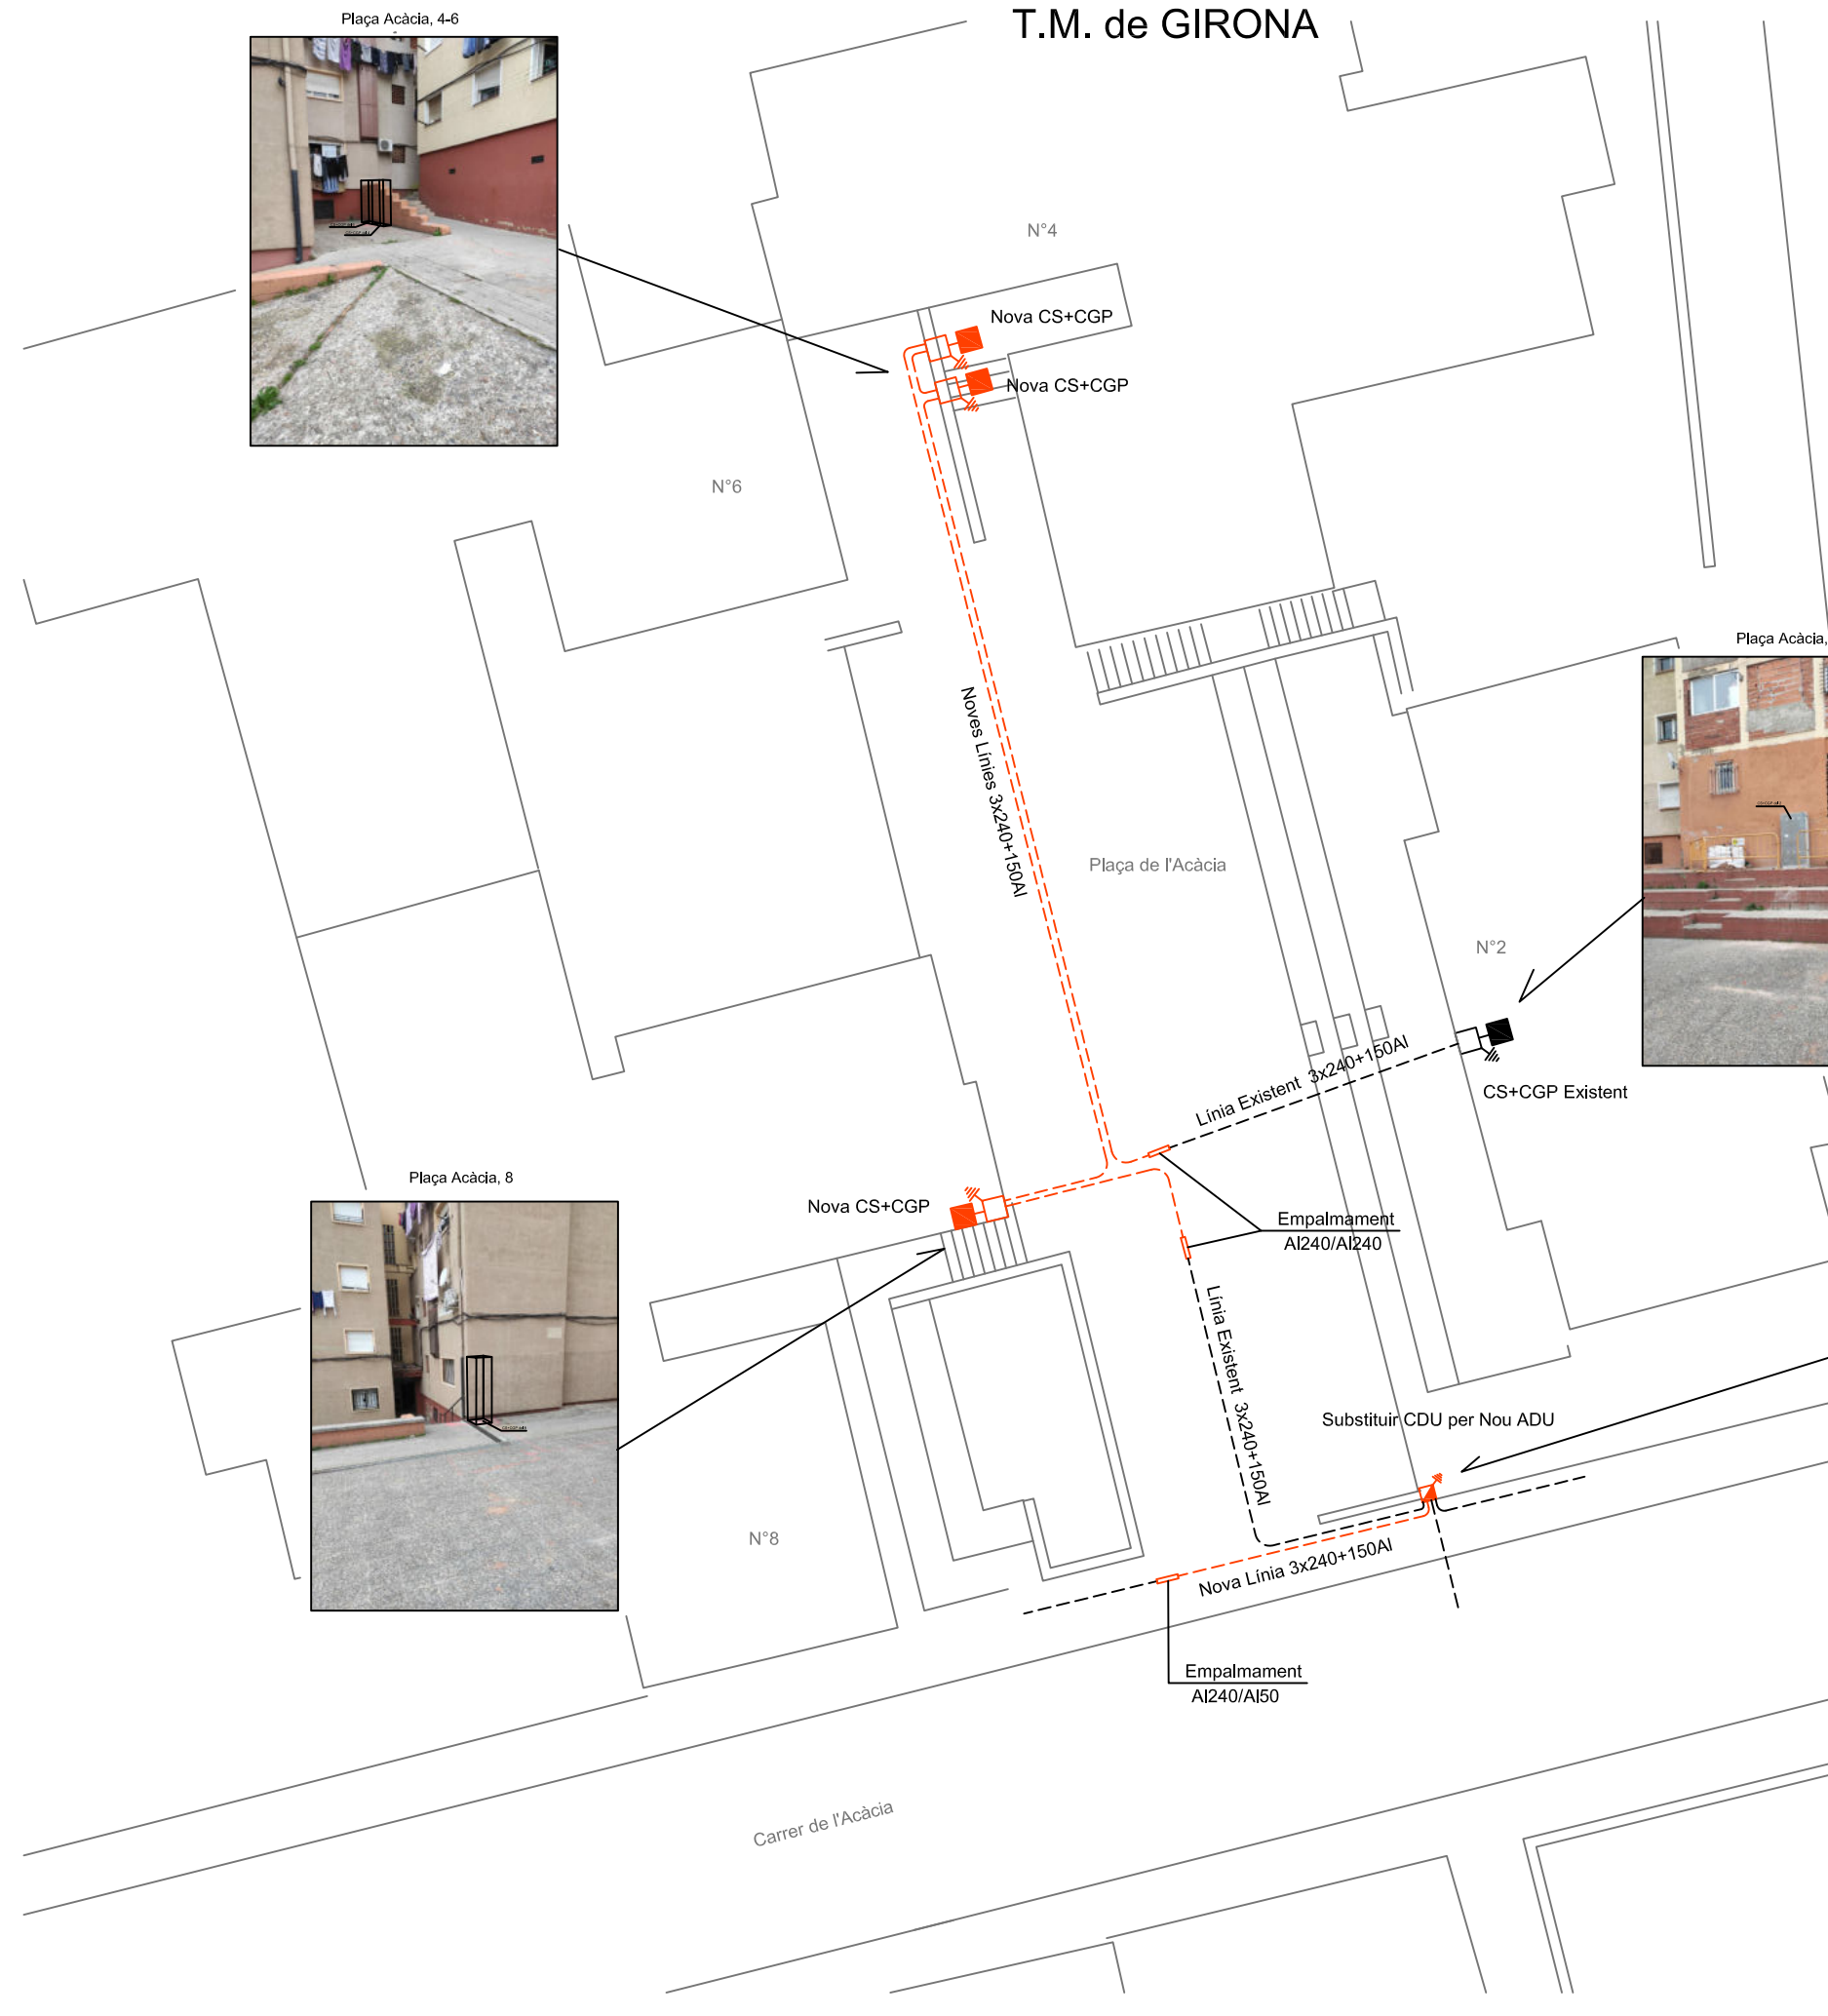 T.M. de GIRONA
Plaça Acàcia, 4-6
N°4
Nova CS+CGP
Nova CS+CGP
N°6
Plaça Acàcia,
Noves Línies 3x240+150Al
Plaça de l'Acàcia
N°2
Línia Existent 3x240+150Al
CS+CGP Existent
Plaça Acàcia, 8
Nova CS+CGP
Empalmament
Al240/Al240
Línia Existent 3x240+150Al
Substituir CDU per Nou ADU
N°8
Nova Línia 3x240+150Al
Empalmament
Al240/Al50
Carrer de l'Acàcia